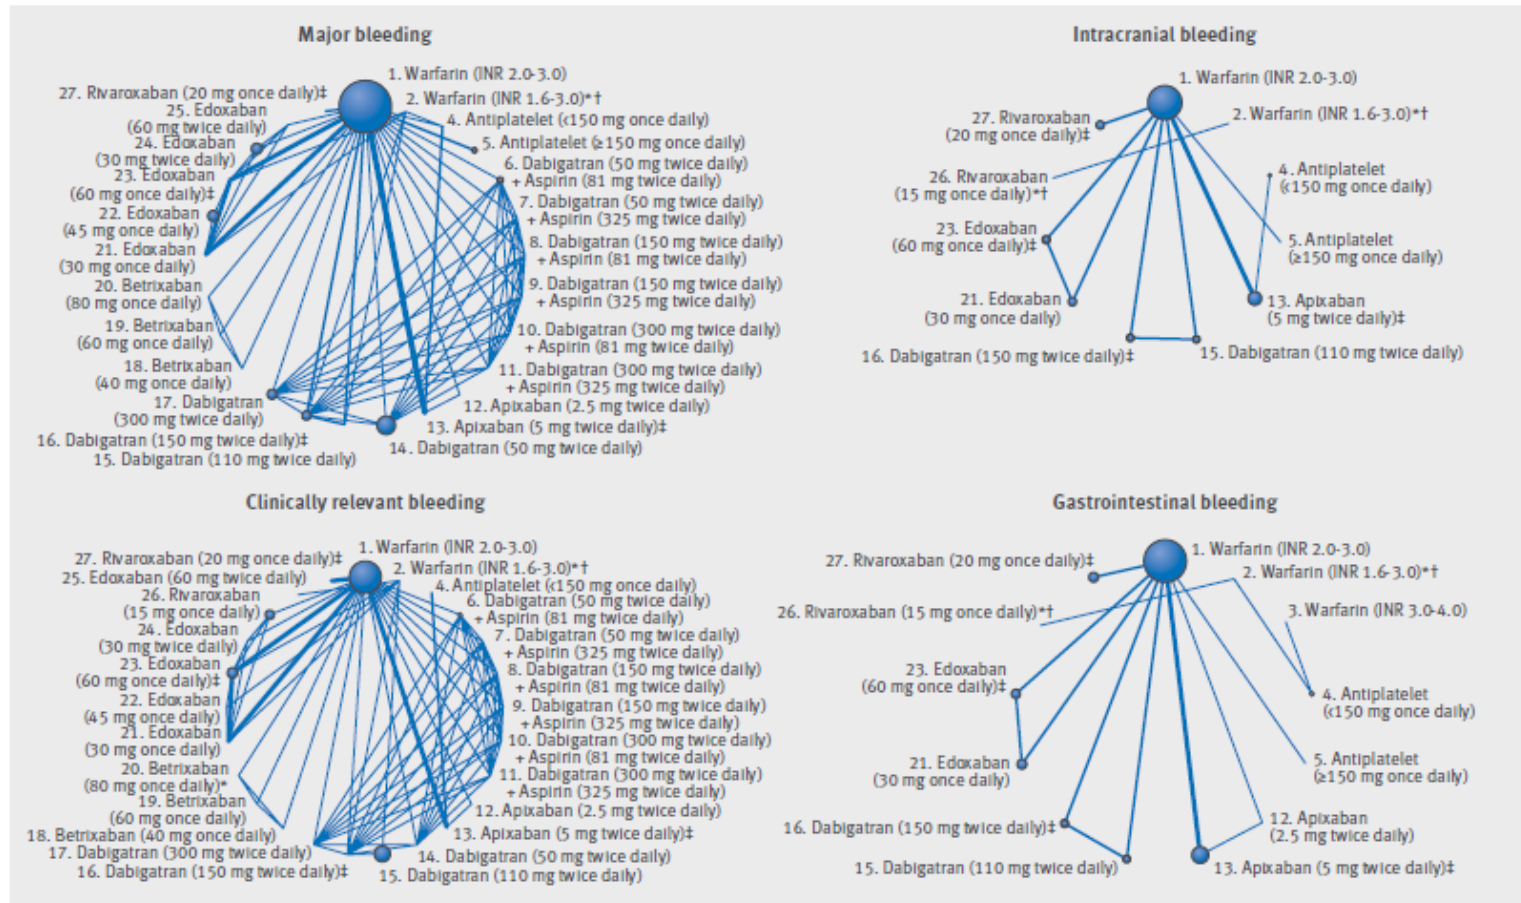 Major bleeding
1. Warfarin (INR 2.0-3.0)
2. Warfarin (INR 1.6-3.0)*†
4. Antiplatelet (<150 mg once daily)
5. Antiplatelet (≥150 mg once daily)
6. Dabigatran (50 mg twice daily)
+ Aspirin (81 mg twice daily)
7. Dabigatran (50 mg twice daily)
+ Aspirin (325 mg twice daily)
8. Dabigatran (150 mg twice daily)
+ Aspirin (81 mg twice daily)
9. Dabigatran (150 mg twice daily)
+ Aspirin (325 mg twice daily)
10. Dabigatran (300 mg twice daily)
+ Aspirin (81 mg twice daily)
11. Dabigatran (300 mg twice daily)
+ Aspirin (325 mg twice daily)
12. Apixaban (2.5 mg twice daily)
13. Apixaban (5 mg twice daily)‡
14. Dabigatran (50 mg twice daily)
15. Dabigatran (110 mg twice daily)
16. Dabigatran (150 mg twice daily)‡
17. Dabigatran
(300 mg twice daily)
18. Betrixaban
(40 mg once daily)
19. Betrixaban
(60 mg once daily)
20. Betrixaban
(80 mg once daily)
21. Edoxaban
(30 mg once daily)
22. Edoxaban
(45 mg once daily)
23. Edoxaban
(60 mg once daily)‡
24. Edoxaban
(30 mg twice daily)
25. Edoxaban
(60 mg twice daily)
27. Rivaroxaban (20 mg once daily)‡
Intracranial bleeding
1. Warfarin (INR 2.0-3.0)
2. Warfarin (INR 1.6-3.0)*†
4. Antiplatelet
(<150 mg once daily)
5. Antiplatelet
(≥150 mg once daily)
13. Apixaban
(5 mg twice daily)‡
15. Dabigatran (110 mg twice daily)
16. Dabigatran (150 mg twice daily)‡
21. Edoxaban
(30 mg once daily)
23. Edoxaban
(60 mg once daily)‡
26. Rivaroxaban
(15 mg once daily)*†
27. Rivaroxaban
(20 mg once daily)‡
Clinically relevant bleeding
1. Warfarin (INR 2.0-3.0)
2. Warfarin (INR 1.6-3.0)*†
4. Antiplatelet (<150 mg once daily)
6. Dabigatran (50 mg twice daily)
+ Aspirin (81 mg twice daily)
7. Dabigatran (50 mg twice daily)
+ Aspirin (325 mg twice daily)
8. Dabigatran (150 mg twice daily)
+ Aspirin (81 mg twice daily)
9. Dabigatran (150 mg twice daily)
+ Aspirin (325 mg twice daily)
10. Dabigatran (300 mg twice daily)
+ Aspirin (81 mg twice daily)
11. Dabigatran (300 mg twice daily)
+ Aspirin (325 mg twice daily)
12. Apixaban (2.5 mg twice daily)
13. Apixaban (5 mg twice daily)‡
14. Dabigatran (50 mg twice daily)
15. Dabigatran (110 mg twice daily)
16. Dabigatran (150 mg twice daily)‡
17. Dabigatran (300 mg twice daily)
18. Betrixaban (40 mg once daily)
19. Betrixaban
(60 mg once daily)
20. Betrixaban
(80 mg once daily)*
21. Edoxaban
(30 mg once daily)
22. Edoxaban
(45 mg once daily)
23. Edoxaban
(60 mg once daily)‡
24. Edoxaban
(30 mg twice daily)
26. Rivaroxaban
(15 mg once daily)
25. Edoxaban (60 mg twice daily)
27. Rivaroxaban (20 mg once daily)‡
Gastrointestinal bleeding
1. Warfarin (INR 2.0-3.0)
2. Warfarin (INR 1.6-3.0)*†
3. Warfarin (INR 3.0-4.0)
4. Antiplatelet
(<150 mg once daily)
5. Antiplatelet
(≥150 mg once daily)
12. Apixaban
(2.5 mg twice daily)
13. Apixaban (5 mg twice daily)‡
15. Dabigatran (110 mg twice daily)
16. Dabigatran (150 mg twice daily)‡
21. Edoxaban
(30 mg once daily)
23. Edoxaban
(60 mg once daily)‡
26. Rivaroxaban (15 mg once daily)*†
27. Rivaroxaban (20 mg once daily)‡